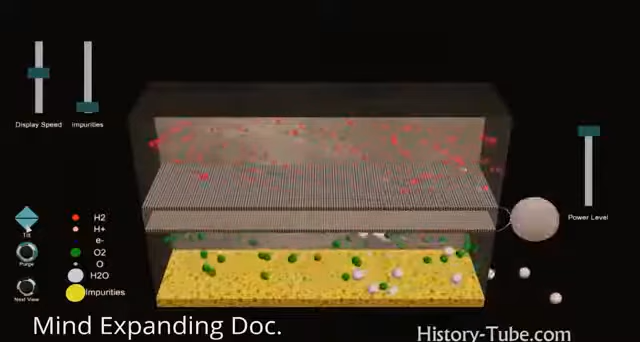 Display Speed
impurities
Power Level
Tilt
Purge
Next View
H2
H+
e-
O2
O
H2O
Impurities
Mind Expanding Doc.
History-Tube.com